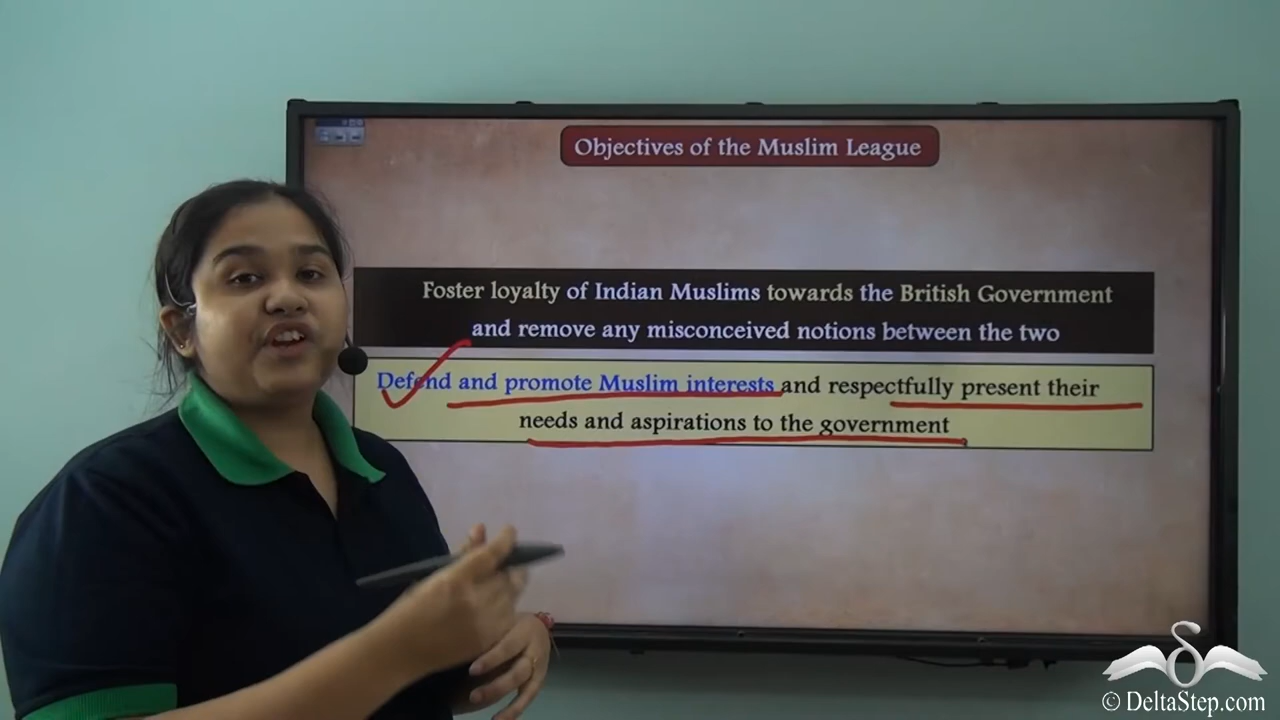 Objectives of the Muslim League
Foster loyalty of Indian Muslims towards the British Government
and remove any misconceived notions between the two
Defend and promote Muslim interests and respectfully present their
needs and aspirations to the government
© DeltaStep.com